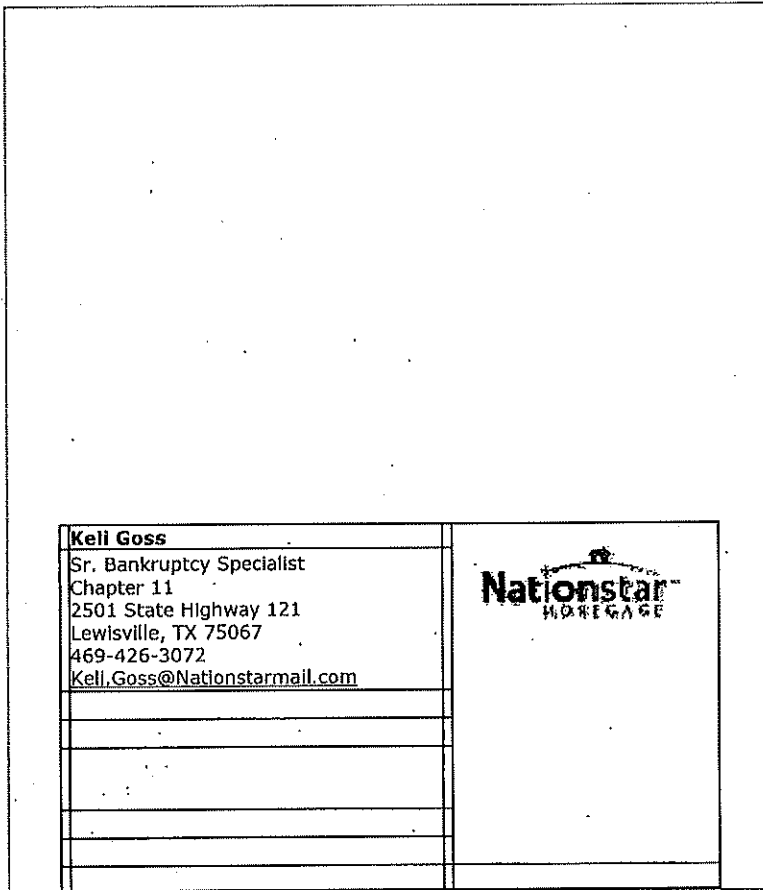 Keli Goss
Sr. Bankruptcy Specialist
Chapter 11
2501 State Highway 121
Lewisville, TX 75067
469-426-3072
Keli.Goss@Nationstarmail.com
Nationstar
MORTGAGE